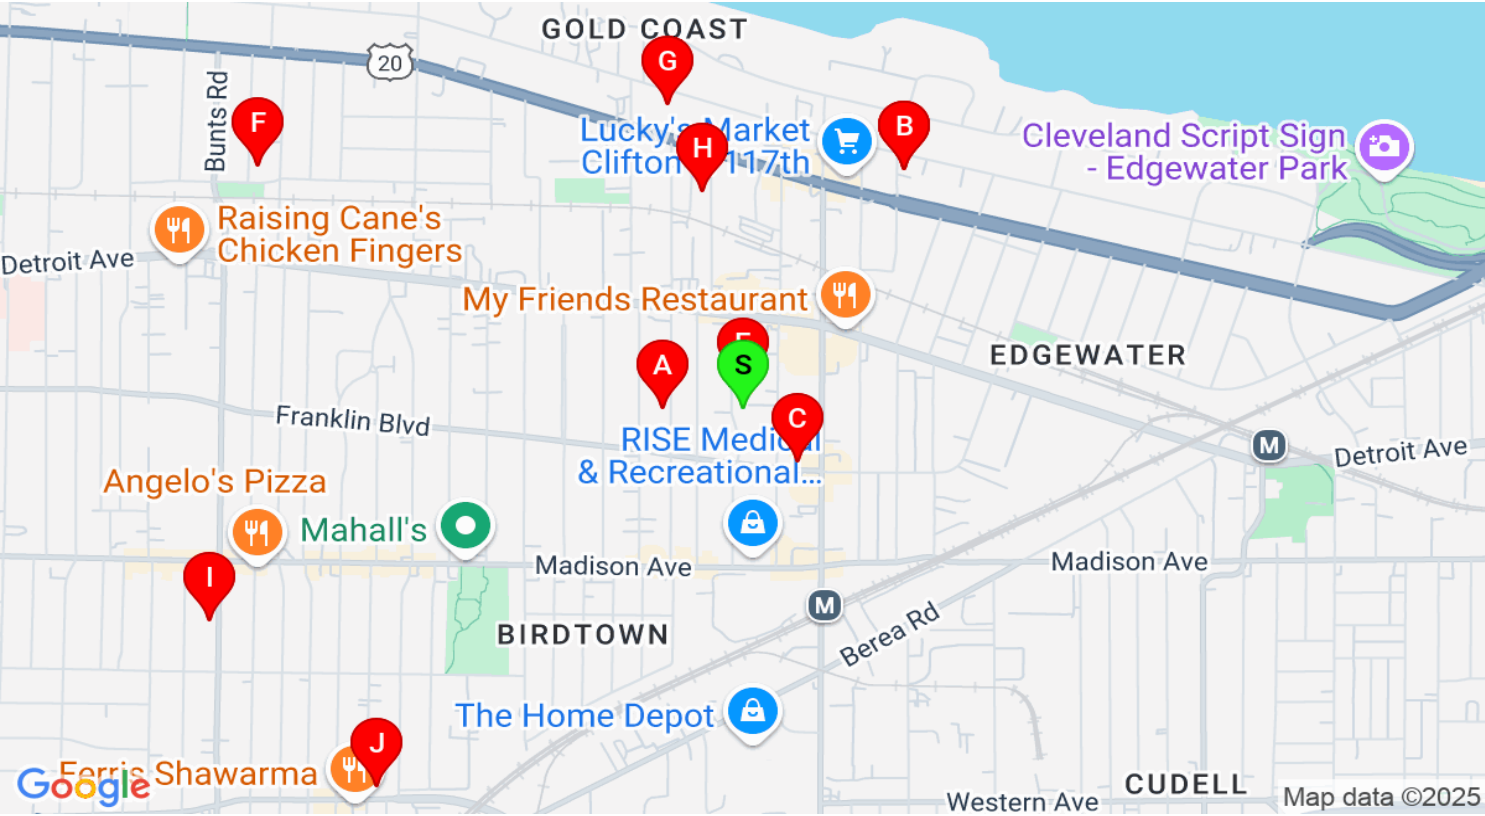 GOLD COAST
20
G
Bunts Rd
F
Lucky's Market
Clifton 117th
H
B
Cleveland Script Sign
- Edgewater Park
Raising Cane's
Chicken Fingers
Detroit Ave
My Friends Restaurant
EDGEWATER
A
S
C
Franklin Blvd
RISE Medical
& Recreational...
M
Detroit Ave
Angelo's Pizza
Mahall's
Madison Ave
Madison Ave
I
M
BIRDTOWN
Berea Rd
The Home Depot
J
Ferris Shawarma
Google
CUDELL
Western Ave
Map data ©2025